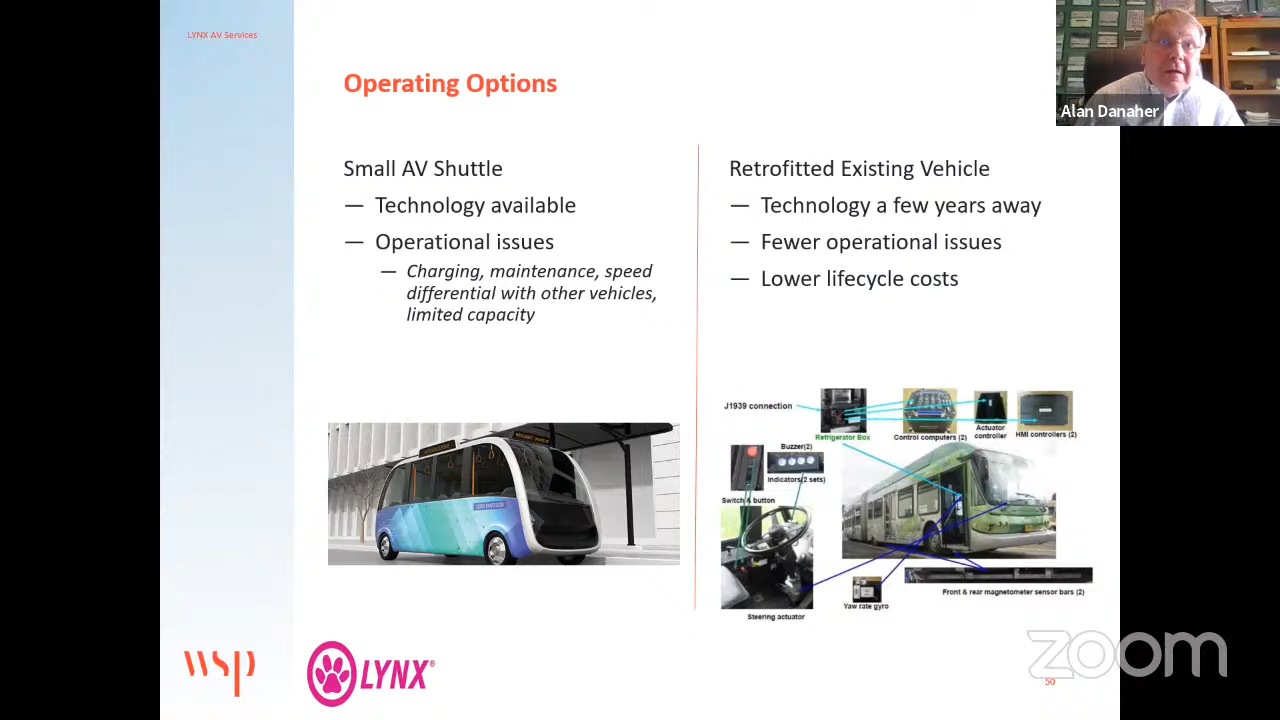 LYNX AV Services
Operating Options
Alan Danaher
Small AV Shuttle
— Technology available
— Operational issues
— Charging, maintenance, speed
differential with other vehicles,
limited capacity
Retrofitted Existing Vehicle
— Technology a few years away
— Fewer operational issues
— Lower lifecycle costs
J1939 connection
Refrigerator Box
Control computers (2)
Actuator
controller
HMI controllers (2)
Buzzer(2)
Indicators(2 sets)
Switch & button
Steering actuator
Yaw rate gyro
Front & rear magnetometer sensor bars (2)
wsp
LYNX®
zoom
50